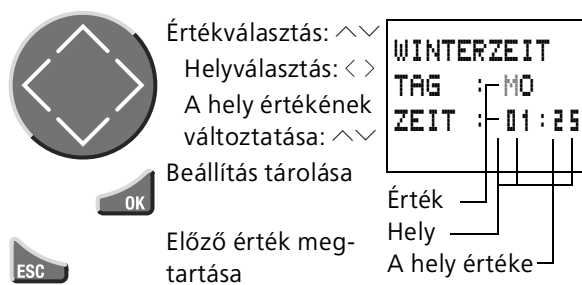 Értékválasztás: ︿﹀
Helyválasztás: < >
A hely értékének
változtatása: ︿﹀
OK
Beállítás tárolása
ESC
Előző érték meg-
tartása
WINTERZEIT
TAG : MO
ZEIT : 01:25
Érték
Hely
A hely értéke